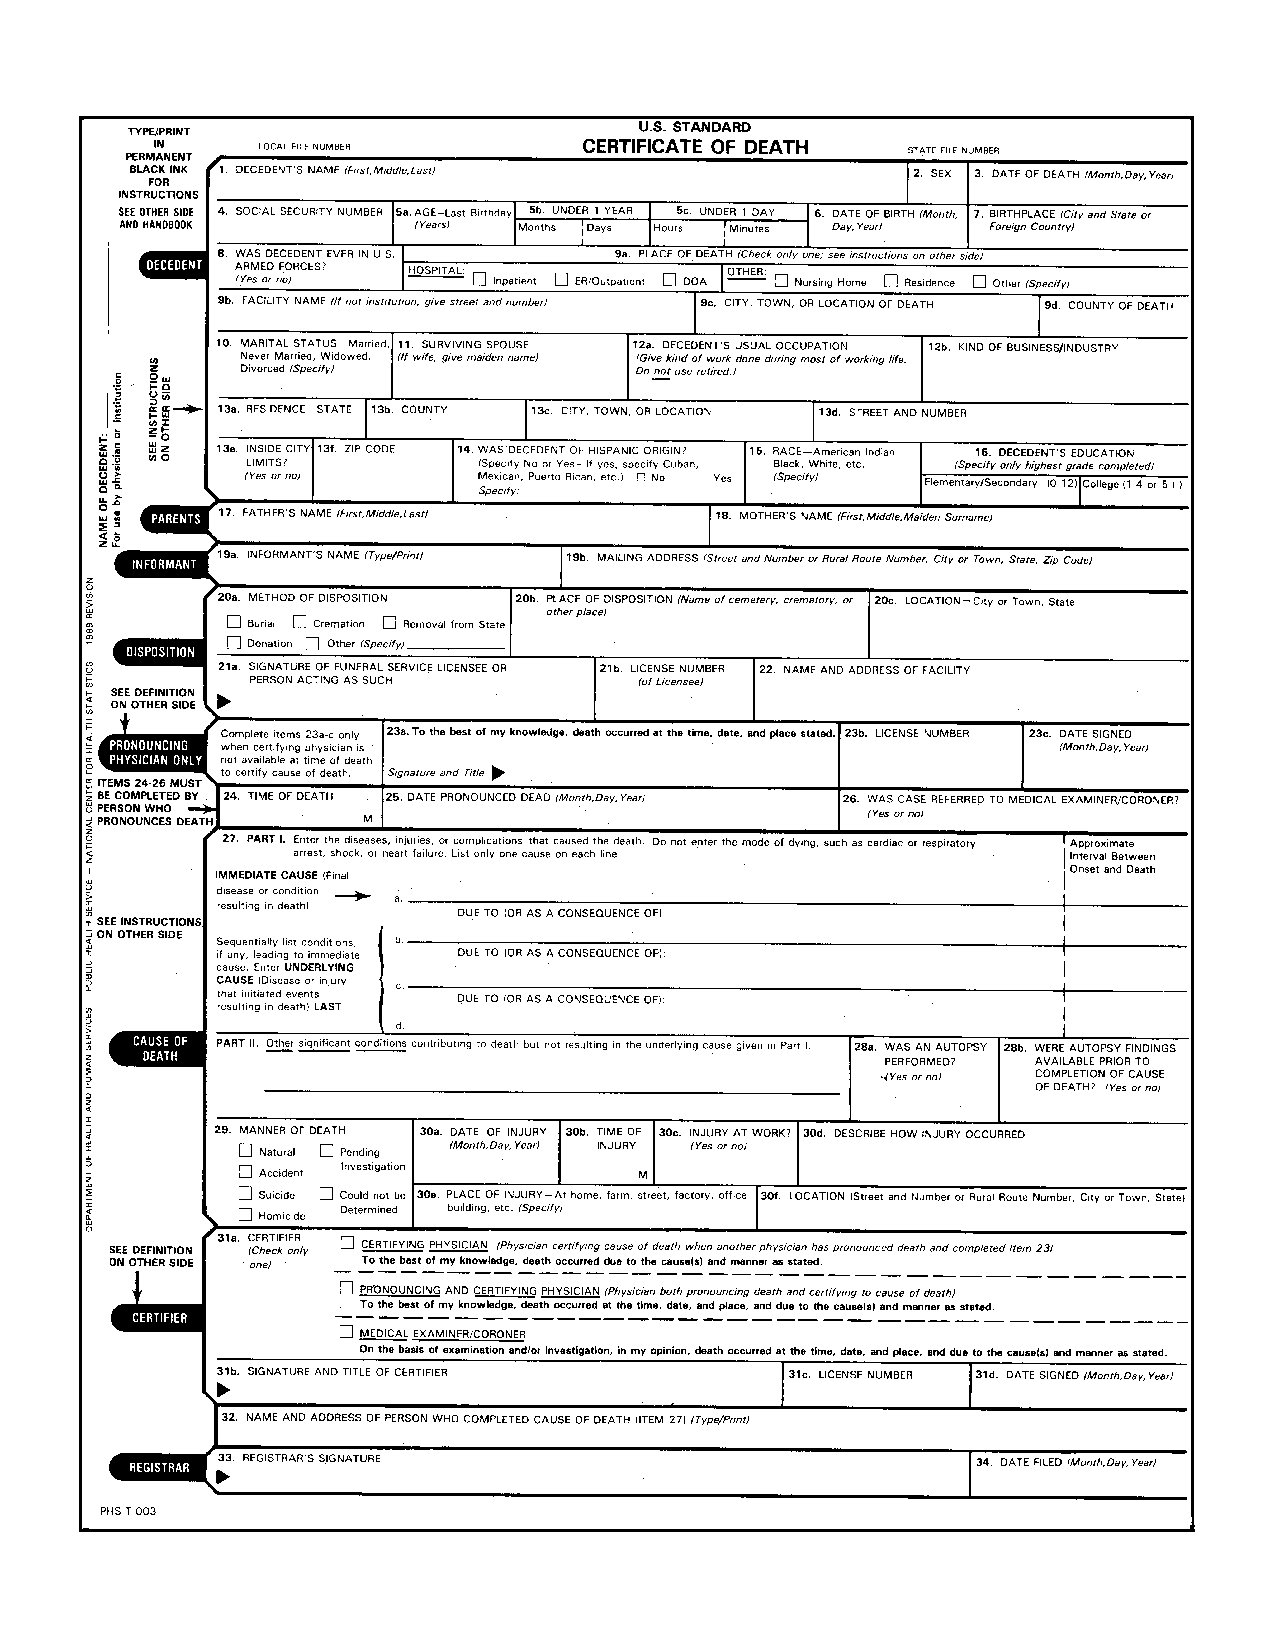 U.S. STANDARD
CERTIFICATE OF DEATH
LOCAL FILE NUMBER
STATE FILE NUMBER
TYPE/PRINT
IN
PERMANENT
BLACK INK
FOR
INSTRUCTIONS
SEE OTHER SIDE
AND HANDBOOK
DECEDENT
1. DECEDENT'S NAME (First, Middle, Last)
2. SEX
3. DATE OF DEATH (Month, Day, Year)
4. SOCIAL SECURITY NUMBER
5a. AGE—Last Birthday
(Years)
5b. UNDER 1 YEAR
Months
Days
5c. UNDER 1 DAY
Hours
Minutes
6. DATE OF BIRTH (Month,
Day, Year)
7. BIRTHPLACE (City and State or
Foreign Country)
8. WAS DECEDENT EVER IN U.S.
ARMED FORCES?
(Yes or no)
9a. PLACE OF DEATH (Check only one; see instructions on other side)
HOSPITAL:
Inpatient
ER/Outpatient
DOA
OTHER:
Nursing Home
Residence
Other (Specify)
9b. FACILITY NAME (If not institution, give street and number)
9c. CITY, TOWN, OR LOCATION OF DEATH
9d. COUNTY OF DEATH
10. MARITAL STATUS Married,
Never Married, Widowed,
Divorced (Specify)
11. SURVIVING SPOUSE
(If wife, give maiden name)
12a. DECEDENT'S USUAL OCCUPATION
(Give kind of work done during most of working life.
Do not use retired.)
12b. KIND OF BUSINESS/INDUSTRY
13a. RESIDENCE STATE
13b. COUNTY
13c. CITY, TOWN, OR LOCATION
13d. STREET AND NUMBER
13e. INSIDE CITY
LIMITS?
(Yes or no)
13f. ZIP CODE
14. WAS DECEDENT OF HISPANIC ORIGIN?
(Specify No or Yes- If yes, specify Cuban,
Mexican, Puerto Rican, etc.) No Yes
Specify:
15. RACE—American Indian
Black, White, etc.
(Specify)
16. DECEDENT'S EDUCATION
(Specify only highest grade completed)
Elementary/Secondary (0 12)
College (1 4 or 5+)
NAME OF DECEDENT:
For use by physician or institution
SEE INSTRUCTIONS
ON OTHER SIDE
PARENTS
17. FATHER'S NAME (First, Middle, Last)
18. MOTHER'S NAME (First, Middle, Maiden Surname)
INFORMANT
19a. INFORMANT'S NAME (Type/Print)
19b. MAILING ADDRESS (Street and Number or Rural Route Number, City or Town, State, Zip Code)
DISPOSITION
20a. METHOD OF DISPOSITION
Burial
Cremation
Removal from State
Donation
Other (Specify)
20b. PLACE OF DISPOSITION (Name of cemetery, crematory, or
other place)
20c. LOCATION—City or Town, State
21a. SIGNATURE OF FUNERAL SERVICE LICENSEE OR
PERSON ACTING AS SUCH
21b. LICENSE NUMBER
(of Licensee)
22. NAME AND ADDRESS OF FACILITY
SEE DEFINITION
ON OTHER SIDE
PRONOUNCING
PHYSICIAN ONLY
Complete items 23a-c only
when certifying physician is
not available at time of death
to certify cause of death.
23a. To the best of my knowledge, death occurred at the time, date, and place stated.
Signature and Title
23b. LICENSE NUMBER
23c. DATE SIGNED
(Month, Day, Year)
ITEMS 24-26 MUST
BE COMPLETED BY
PERSON WHO
PRONOUNCES DEATH
24. TIME OF DEATH
M
25. DATE PRONOUNCED DEAD (Month, Day, Year)
26. WAS CASE REFERRED TO MEDICAL EXAMINER/CORONER?
(Yes or no)
27. PART I. Enter the diseases, injuries, or complications that caused the death. Do not enter the mode of dying, such as cardiac or respiratory
arrest, shock, or heart failure. List only one cause on each line
Approximate
Interval Between
Onset and Death
IMMEDIATE CAUSE (Final
disease or condition
resulting in death)
a.
DUE TO (OR AS A CONSEQUENCE OF)
SEE INSTRUCTIONS
ON OTHER SIDE
Sequentially list conditions,
if any, leading to immediate
cause. Enter UNDERLYING
CAUSE (Disease or injury
that initiated events
resulting in death) LAST
b.
DUE TO (OR AS A CONSEQUENCE OF):
c.
DUE TO (OR AS A CONSEQUENCE OF):
d.
CAUSE OF
DEATH
PART II. Other significant conditions contributing to death but not resulting in the underlying cause given in Part I.
28a. WAS AN AUTOPSY
PERFORMED?
(Yes or no)
28b. WERE AUTOPSY FINDINGS
AVAILABLE PRIOR TO
COMPLETION OF CAUSE
OF DEATH? (Yes or no)
29. MANNER OF DEATH
Natural
Pending
Investigation
Accident
Suicide
Could not be
Determined
Homicide
30a. DATE OF INJURY
(Month, Day, Year)
30b. TIME OF
INJURY
M
30c. INJURY AT WORK?
(Yes or no)
30d. DESCRIBE HOW INJURY OCCURRED
30e. PLACE OF INJURY—At home, farm, street, factory, office
building, etc. (Specify)
30f. LOCATION (Street and Number or Rural Route Number, City or Town, State)
SEE DEFINITION
ON OTHER SIDE
CERTIFIER
31a. CERTIFIER
(Check only
one)
CERTIFYING PHYSICIAN (Physician certifying cause of death when another physician has pronounced death and completed Item 23)
To the best of my knowledge, death occurred due to the cause(s) and manner as stated.
PRONOUNCING AND CERTIFYING PHYSICIAN (Physician both pronouncing death and certifying to cause of death)
To the best of my knowledge, death occurred at the time, date, and place, and due to the cause(s) and manner as stated.
MEDICAL EXAMINER/CORONER
On the basis of examination and/or investigation, in my opinion, death occurred at the time, date, and place, and due to the cause(s) and manner as stated.
31b. SIGNATURE AND TITLE OF CERTIFIER
31c. LICENSE NUMBER
31d. DATE SIGNED (Month, Day, Year)
32. NAME AND ADDRESS OF PERSON WHO COMPLETED CAUSE OF DEATH (ITEM 27) (Type/Print)
REGISTRAR
33. REGISTRAR'S SIGNATURE
34. DATE FILED (Month, Day, Year)
DEPARTMENT OF HEALTH AND HUMAN SERVICES PUBLIC HEALTH SERVICE — NATIONAL CENTER FOR HEALTH STATISTICS 1989 REVISION
PHS T 003